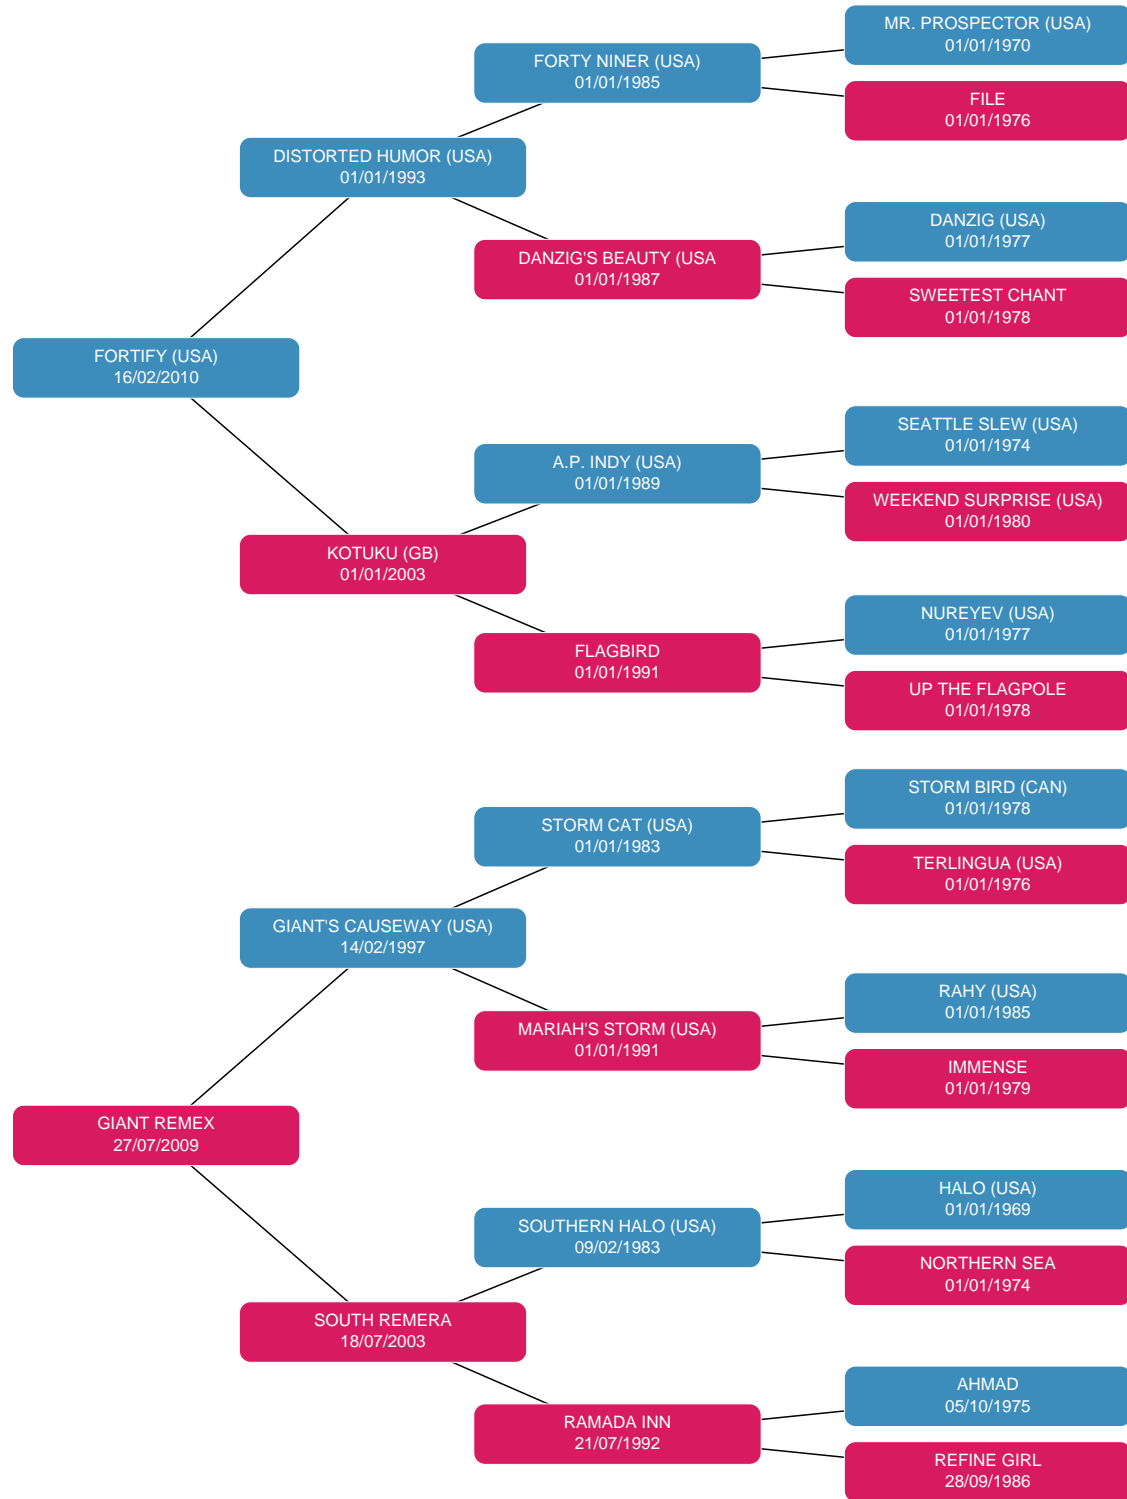 MR. PROSPECTOR (USA)
01/01/1970
FORTY NINER (USA)
01/01/1985
FILE
01/01/1976
DISTORTED HUMOR (USA)
01/01/1993
DANZIG (USA)
01/01/1977
DANZIG'S BEAUTY (USA
01/01/1987
SWEETEST CHANT
01/01/1978
FORTIFY (USA)
16/02/2010
SEATTLE SLEW (USA)
01/01/1974
A.P. INDY (USA)
01/01/1989
WEEKEND SURPRISE (USA)
01/01/1980
KOTUKU (GB)
01/01/2003
NUREYEV (USA)
01/01/1977
FLAGBIRD
01/01/1991
UP THE FLAGPOLE
01/01/1978
STORM BIRD (CAN)
01/01/1978
STORM CAT (USA)
01/01/1983
TERLINGUA (USA)
01/01/1976
GIANT'S CAUSEWAY (USA)
14/02/1997
RAHY (USA)
01/01/1985
MARIAH'S STORM (USA)
01/01/1991
IMMENSE
01/01/1979
GIANT REMEX
27/07/2009
HALO (USA)
01/01/1969
SOUTHERN HALO (USA)
09/02/1983
NORTHERN SEA
01/01/1974
SOUTH REMERA
18/07/2003
AHMAD
05/10/1975
RAMADA INN
21/07/1992
REFINE GIRL
28/09/1986